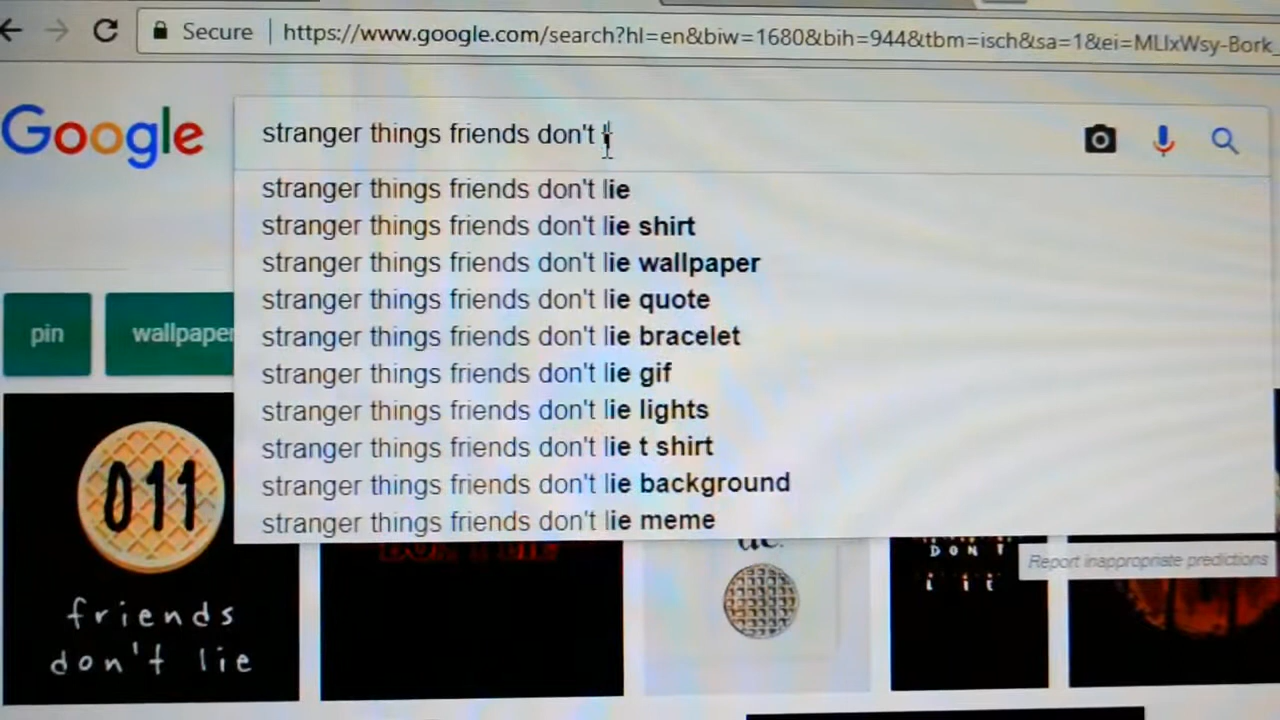 Secure https://www.google.com/search?hl=en&biw=1680&bih=944&tbm=isch&sa=1&ei=MLIxWsy-Bork_
Google
stranger things friends don't
stranger things friends don't lie
stranger things friends don't lie shirt
stranger things friends don't lie wallpaper
stranger things friends don't lie quote
stranger things friends don't lie bracelet
stranger things friends don't lie gif
stranger things friends don't lie lights
stranger things friends don't lie t shirt
stranger things friends don't lie background
stranger things friends don't lie meme
Report inappropriate predictions
pin
wallpaper
011
friends
don't lie
DON'T LIE
lie.
DON T